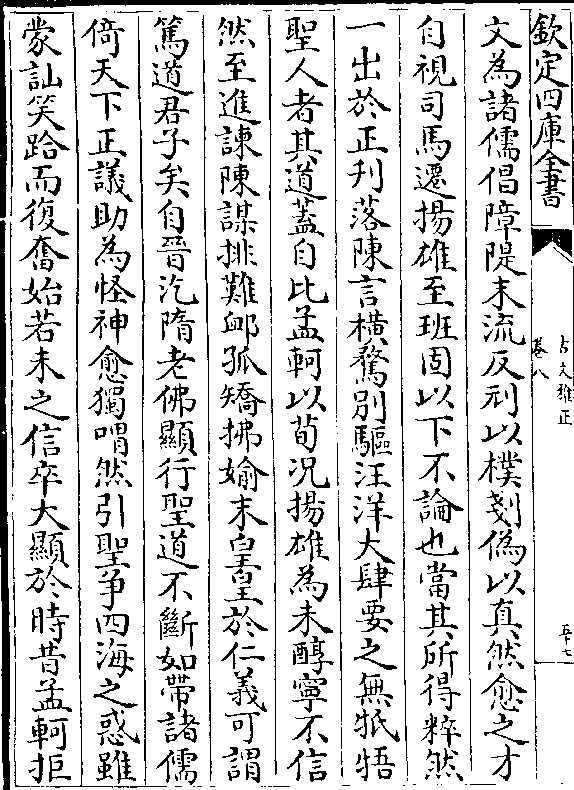 欽定四庫全書
古文雅正
卷八
五十七
文為諸儒倡障隄末流反刓以樸剗偽以真然愈之才
自視司馬遷揚雄至班固以下不論也當其所得粹然
一出於正刋落陳言橫騖別驅汪洋大肆要之無牴牾
聖人者其道蓋自比孟軻以荀況揚雄為未醇寧不信
然至進諫陳謀排難䘏孤矯拂媮末皇皇於仁義可謂
篤道君子矣自晉汔隋老佛顯行聖道不斷如帶諸儒
倚天下正議助為怪神愈獨喟然引聖爭四海之惑雖
蒙訕笑跲而復奮始若未之信卒大顯於時昔孟軻拒